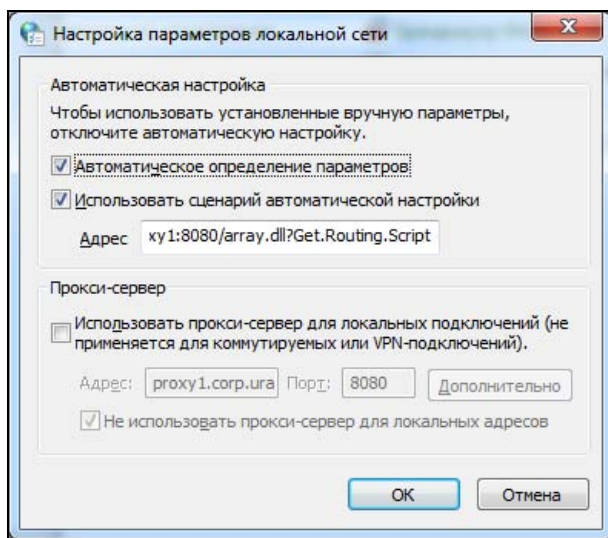 Настройка параметров локальной сети
Автоматическая настройка
Чтобы использовать установленные вручную параметры,
отключите автоматическую настройку.
Автоматическое определение параметров
Использовать сценарий автоматической настройки
Адрес xy1:8080/array.dll?Get.Routing.Script
Прокси-сервер
Использовать прокси-сервер для локальных подключений (не
применяется для коммутируемых или VPN-подключений).
Адрес: proxy1.corp.ura Порт: 8080 Дополнительно
Не использовать прокси-сервер для локальных адресов
ОК Отмена